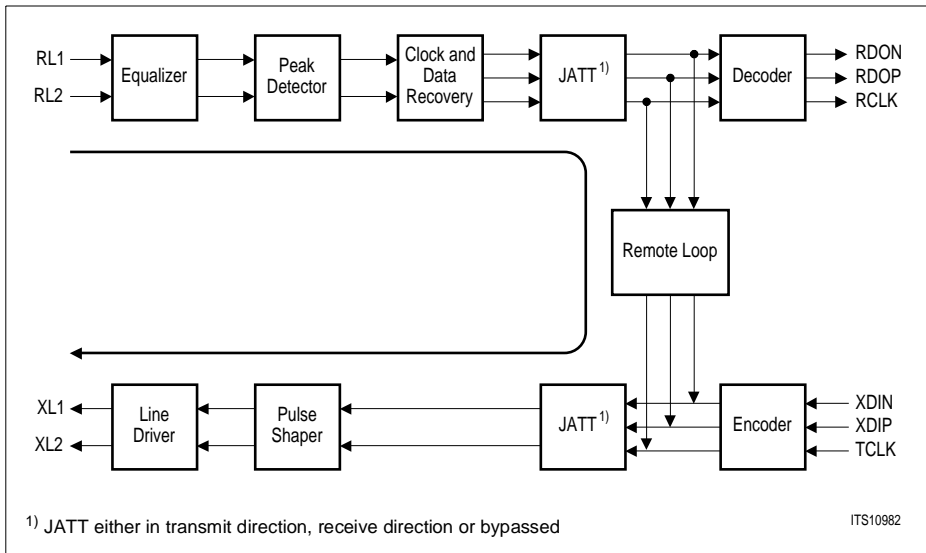 RL1
RL2
Equalizer
Peak
Detector
Clock and
Data
Recovery
JATT 1)
Decoder
RDON
RDOP
RCLK
Remote Loop
XL1
XL2
Line
Driver
Pulse
Shaper
JATT 1)
Encoder
XDIN
XDIP
TCLK
1) JATT either in transmit direction, receive direction or bypassed
ITS10982